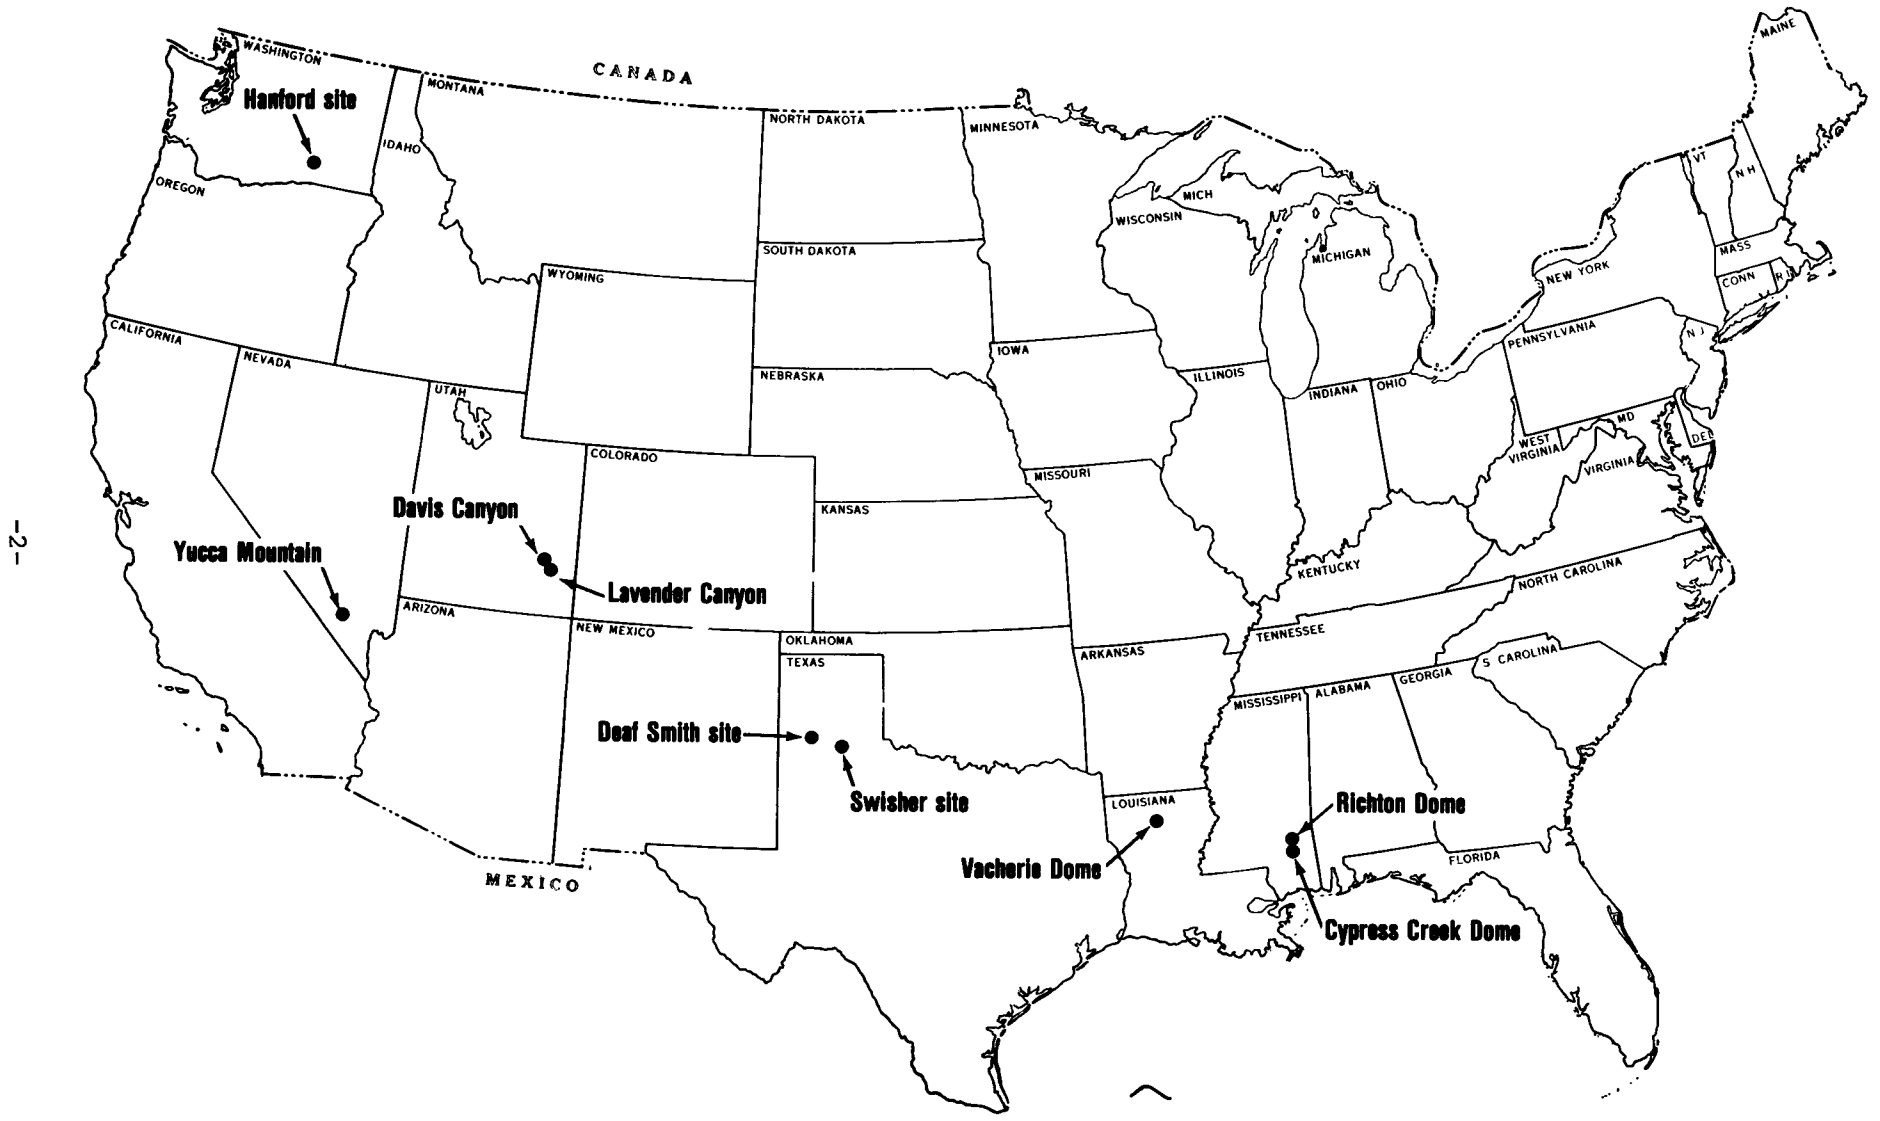 CANADA
MAINE
WASHINGTON
Hanford site
MONTANA
NORTH DAKOTA
MINNESOTA
IDAHO
VT
N H
OREGON
MICH
WISCONSIN
MASS
SOUTH DAKOTA
MICHIGAN
WYOMING
NEW YORK
CONN
R I
CALIFORNIA
NEVADA
IOWA
PENNSYLVANIA
N J
UTAH
NEBRASKA
ILLINOIS
INDIANA
OHIO
MD
DEL
WEST
VIRGINIA
VIRGINIA
COLORADO
MISSOURI
Davis Canyon
KANSAS
-2-
Yucca Mountain
Lavender Canyon
KENTUCKY
NORTH CAROLINA
ARIZONA
NEW MEXICO
OKLAHOMA
TENNESSEE
TEXAS
ARKANSAS
S CAROLINA
MISSISSIPPI
ALABAMA
GEORGIA
Deaf Smith site
Swisher site
LOUISIANA
Richton Dome
Vacherie Dome
FLORIDA
MEXICO
Cypress Creek Dome